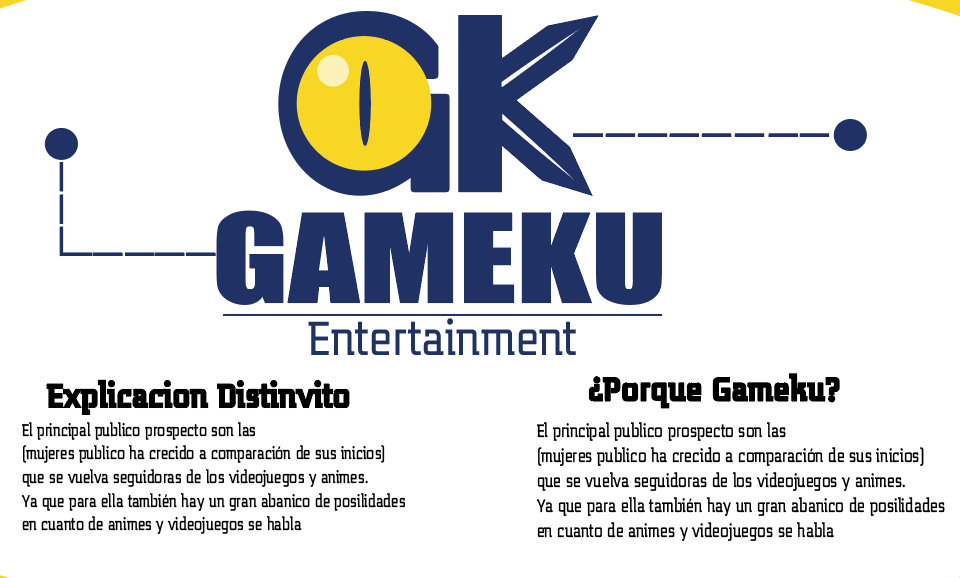 GK
GAMEKU
Entertainment
Explicacion Distinvito
El principal publico prospecto son las
(mujeres publico ha crecido a comparación de sus inicios)
que se vuelva seguidoras de los videojuegos y animes.
Ya que para ella también hay un gran abanico de posilidades
en cuanto de animes y videojuegos se habla
¿Porque Gameku?
El principal publico prospecto son las
(mujeres publico ha crecido a comparación de sus inicios)
que se vuelva seguidoras de los videojuegos y animes.
Ya que para ella también hay un gran abanico de posilidades
en cuanto de animes y videojuegos se habla